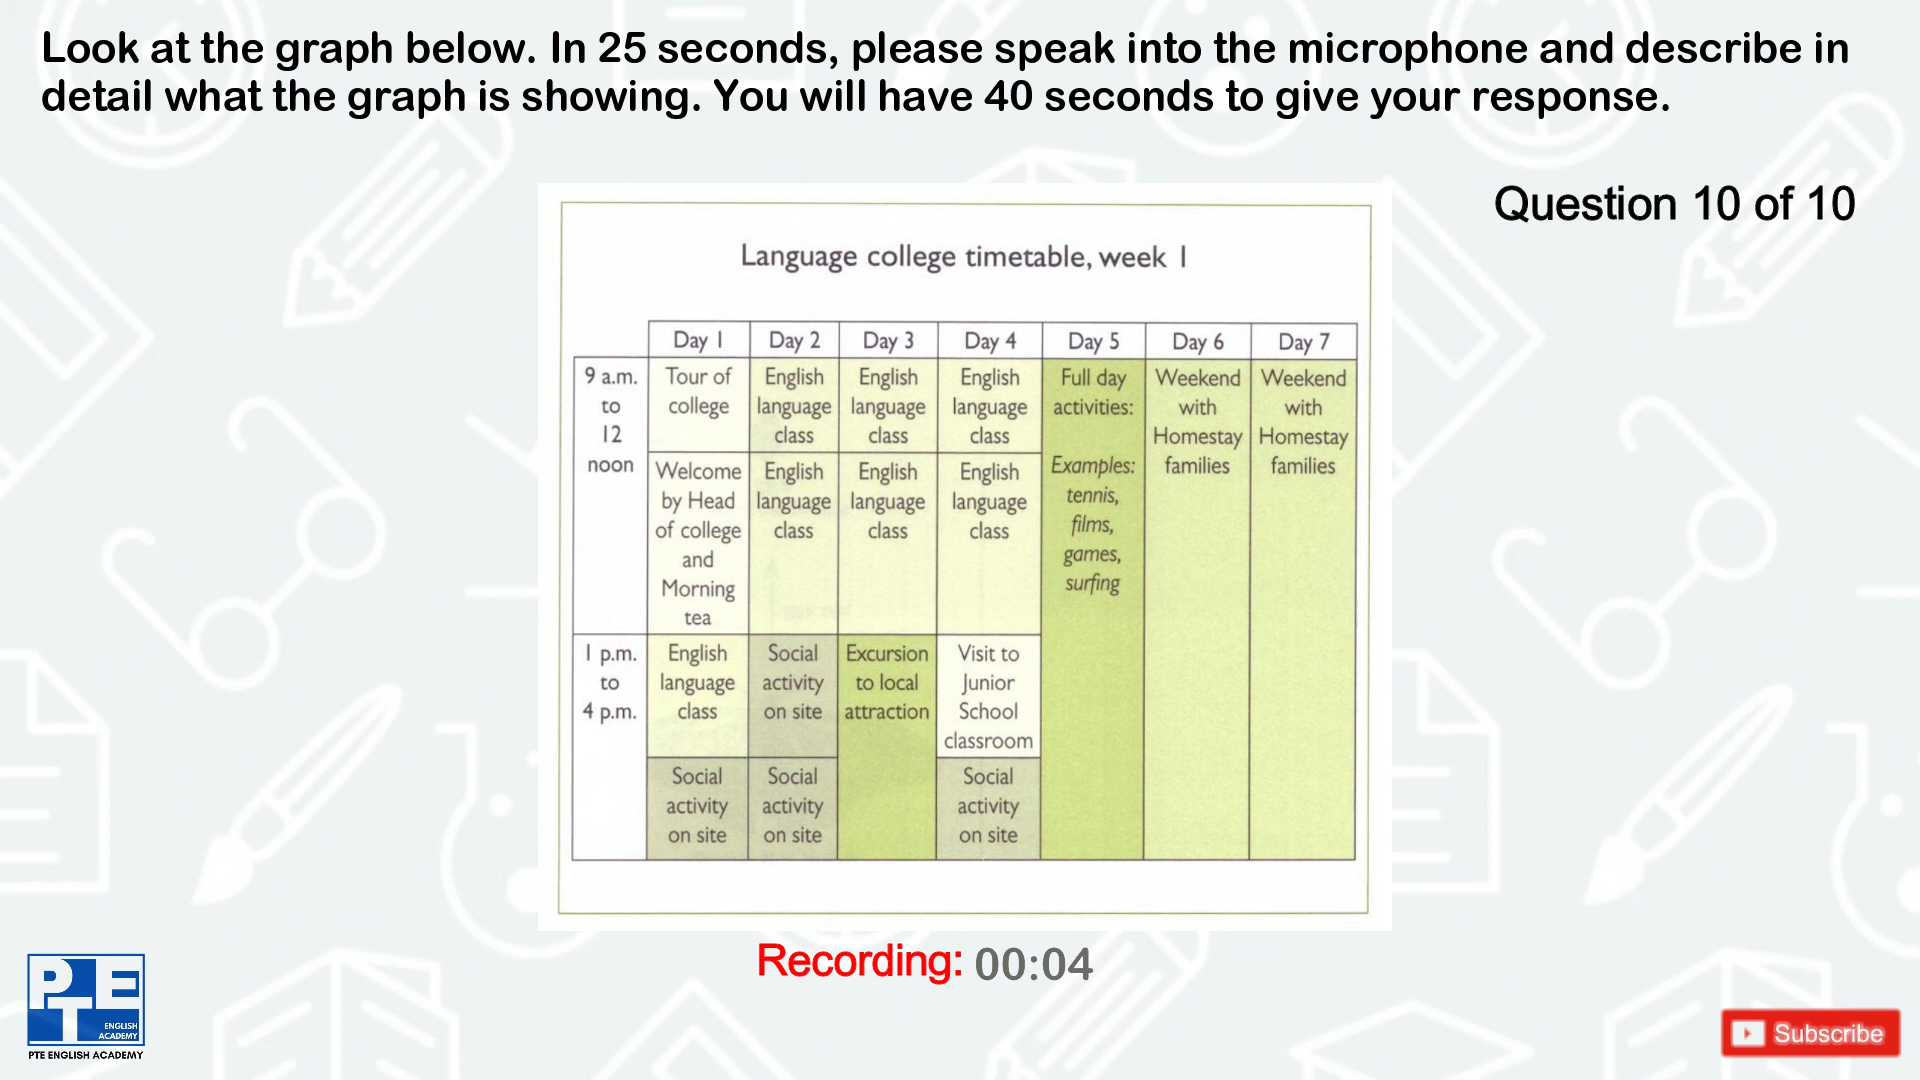 Look at the graph below. In 25 seconds, please speak into the microphone and describe in
detail what the graph is showing. You will have 40 seconds to give your response.
Question 10 of 10
Language college timetable, week 1
Day 1 Day 2 Day 3 Day 4 Day 5 Day 6 Day 7
9 a.m.
to
12
noon
Tour of
college
English
language
class
English
language
class
English
language
class
Full day
activities:
Examples:
tennis,
films,
games,
surfing
Weekend
with
Homestay
families
Weekend
with
Homestay
families
Welcome
by Head
of college
and
Morning
tea
English
language
class
English
language
class
English
language
class
1 p.m.
to
4 p.m.
English
language
class
Social
activity
on site
Excursion
to local
attraction
Visit to
Junior
School
classroom
Social
activity
on site
Social
activity
on site
Social
activity
on site
Recording: 00:04
PTE
ENGLISH
ACADEMY
PTE ENGLISH ACADEMY
Subscribe